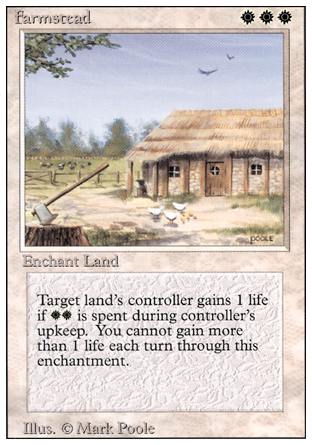 Farmstead
POOLE
Enchant Land
Target land's controller gains 1 life
if is spent during controller's
upkeep. You cannot gain more
than 1 life each turn through this
enchantment.
Illus. © Mark Poole